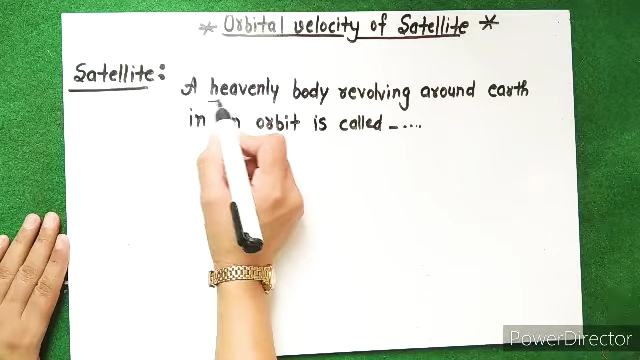 * Orbital velocity of Satellite *
Satellite:
A heavenly body revolving around earth
in orbit is called -....
PowerDirector